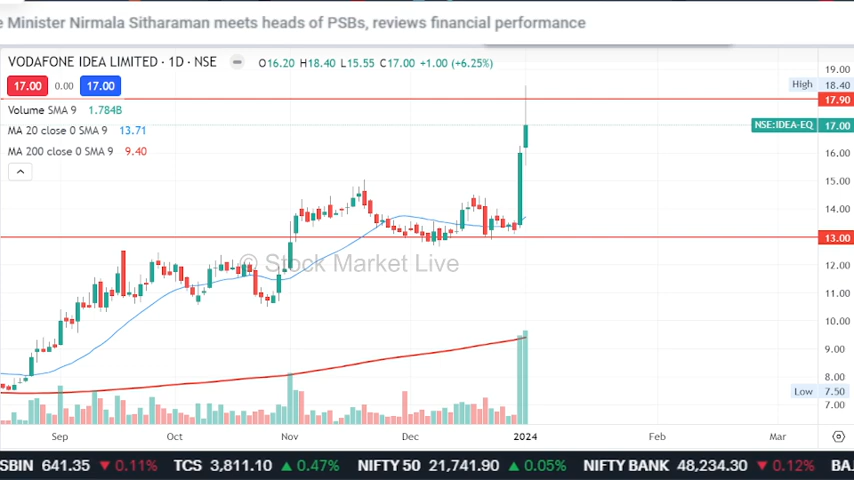 e Minister Nirmala Sitharaman meets heads of PSBs, reviews financial performance
VODAFONE IDEA LIMITED · 1D · NSE O16.20 H18.40 L15.55 C17.00 +1.00 (+6.25%)
17.00 0.00 17.00
Volume SMA 9 1.784B
MA 20 close 0 SMA 9 13.71
MA 200 close 0 SMA 9 9.40
19.00
High 18.40
17.90
NSE:IDEA-EQ 17.00
16.00
15.00
14.00
13.00
© Stock Market Live
12.00
11.00
10.00
9.00
8.00
Low 7.50
7.00
Sep Oct Nov Dec 2024 Feb Mar
SBIN 641.35 ▼ 0.11% TCS 3,811.10 ▲ 0.47% NIFTY 50 21,741.90 ▲ 0.05% NIFTY BANK 48,234.30 ▼ 0.12% BAJ